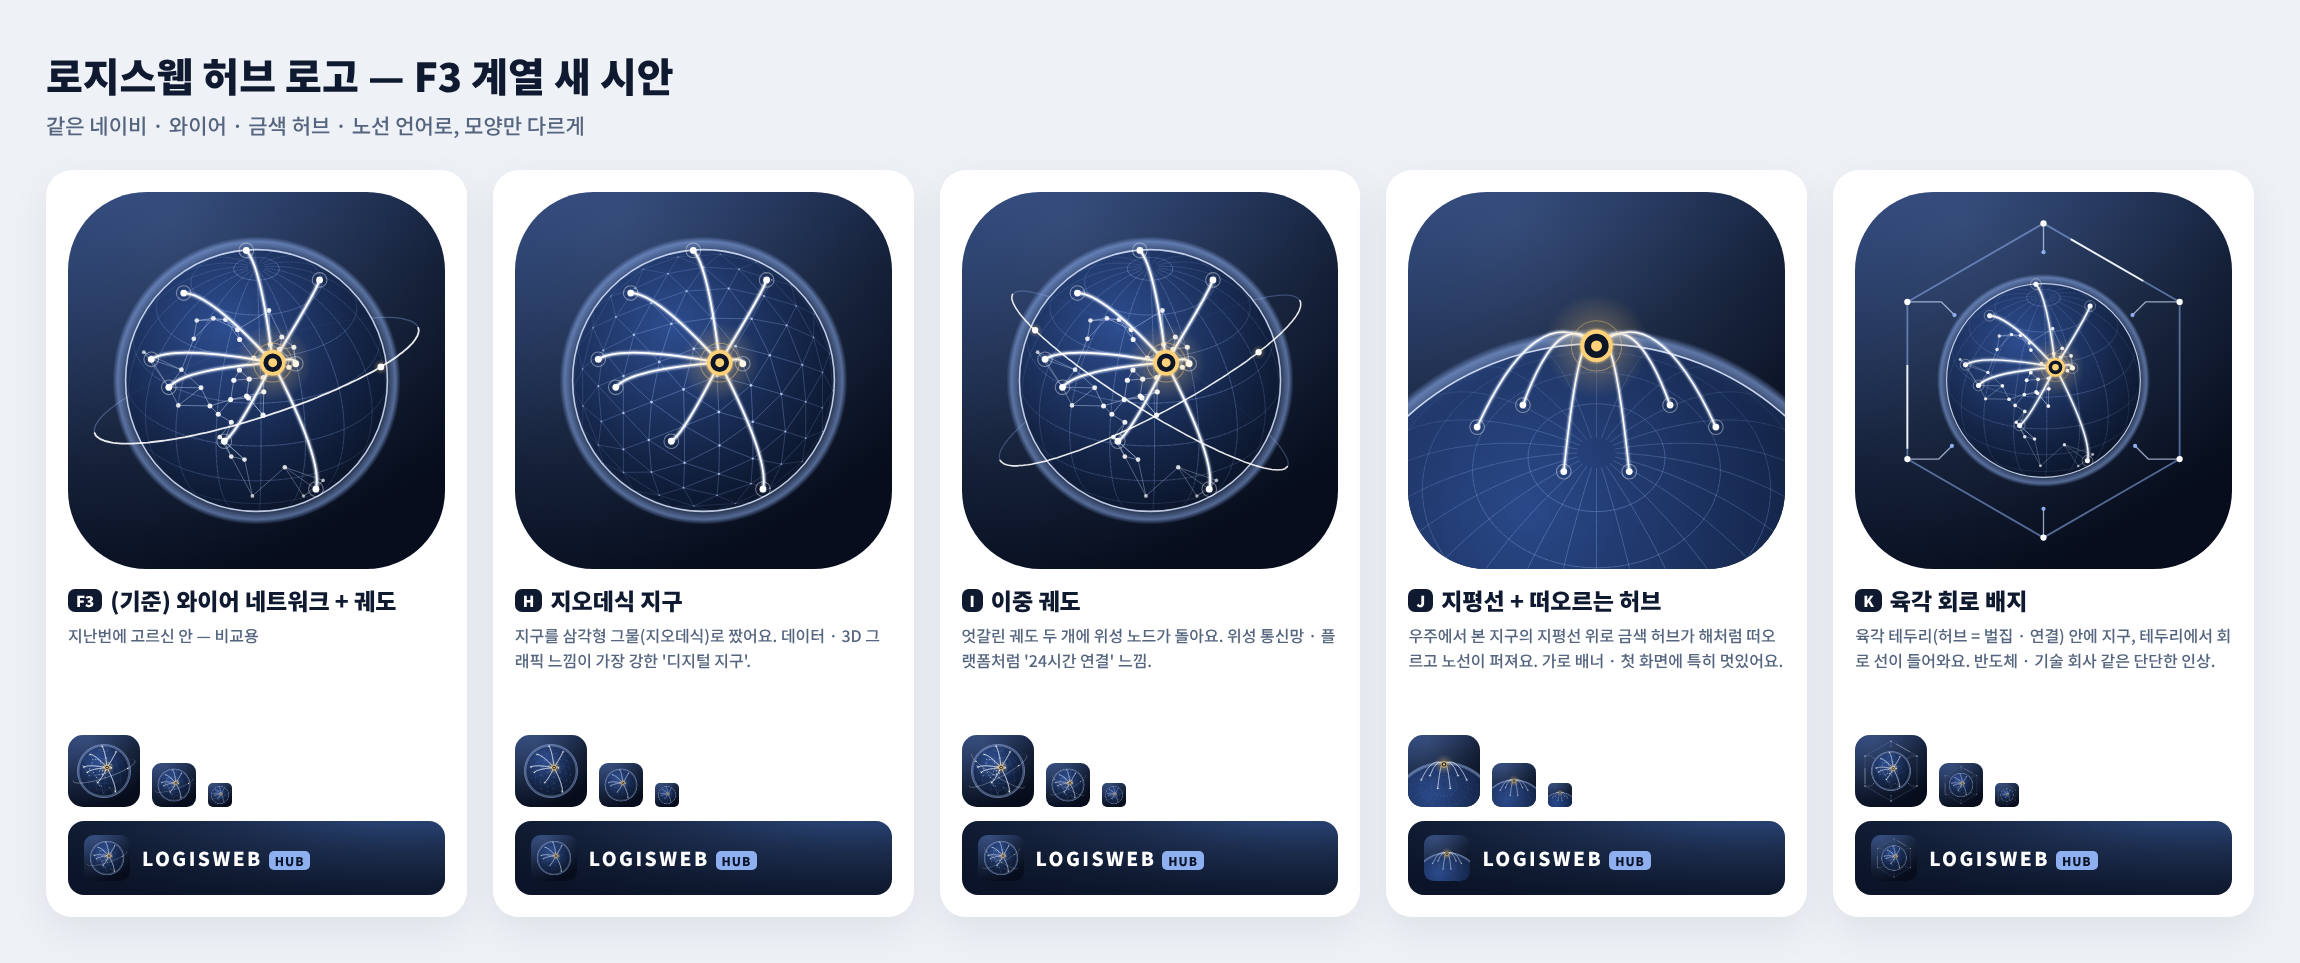 로지스웹 허브 로고 — F3 계열 새 시안
같은 네이비 · 와이어 · 금색 허브 · 노선 언어로, 모양만 다르게
F3 (기준) 와이어 네트워크 + 궤도
지난번에 고르신 안 — 비교용
LOGISWEB HUB
H 지오데식 지구
지구를 삼각형 그물(지오데식)로 짰어요. 데이터 · 3D 그
래픽 느낌이 가장 강한 '디지털 지구'.
LOGISWEB HUB
I 이중 궤도
엇갈린 궤도 두 개에 위성 노드가 돌아요. 위성 통신망 · 플
랫폼처럼 '24시간 연결' 느낌.
LOGISWEB HUB
J 지평선 + 떠오르는 허브
우주에서 본 지구의 지평선 위로 금색 허브가 해처럼 떠오
르고 노선이 퍼져요. 가로 배너 · 첫 화면에 특히 멋있어요.
LOGISWEB HUB
K 육각 회로 배지
육각 테두리(허브 = 벌집 · 연결) 안에 지구, 테두리에서 회
로 선이 들어와요. 반도체 · 기술 회사 같은 단단한 인상.
LOGISWEB HUB